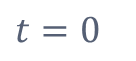 t = 0